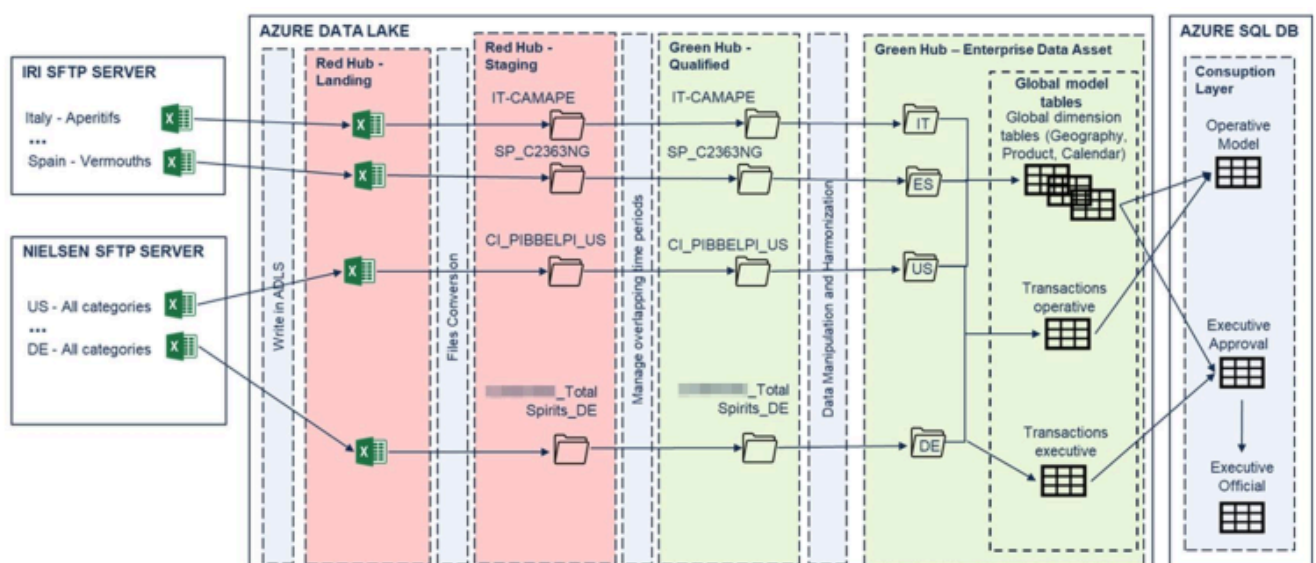 AZURE DATA LAKE
AZURE SQL DB
IRI SFTP SERVER
Italy - Aperitifs
...
Spain - Vermouths
NIELSEN SFTP SERVER
US - All categories
...
DE - All categories
Write in ADLS
Red Hub -
Landing
Files Conversion
Red Hub -
Staging
IT-CAMAPE
SP_C2363NG
CI_PIBBELPI_US
_Total
Spirits_DE
Manage overlapping time periods
Green Hub -
Qualified
IT-CAMAPE
SP_C2363NG
CI_PIBBELPI_US
_Total
Spirits_DE
Data Manipulation and Harmonization
Green Hub – Enterprise Data Asset
IT
ES
US
DE
Global model
tables
Global dimension
tables (Geography,
Product, Calendar)
Transactions
operative
Transactions
executive
Consuption
Layer
Operative
Model
Executive
Approval
Executive
Official